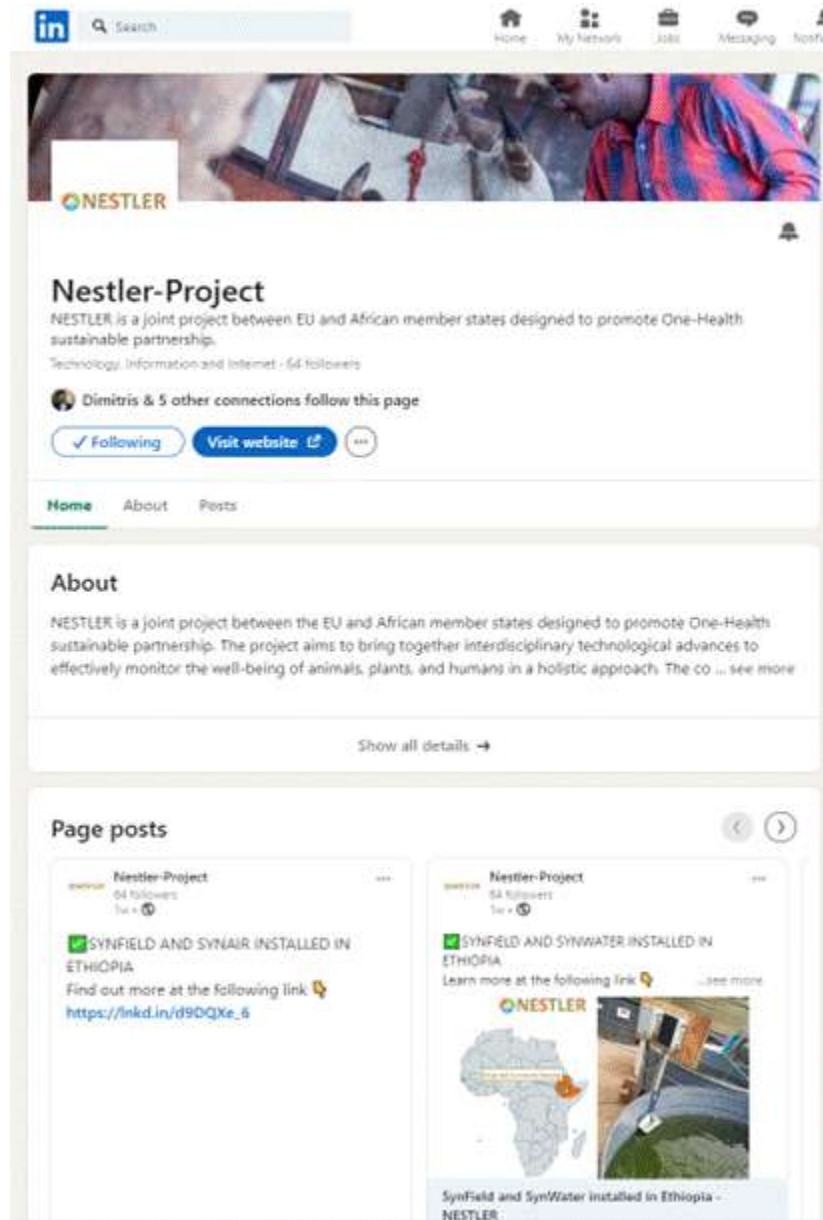 in
Search
Home
My Network
Jobs
Messaging
NESTLER
Nestler-Project
NESTLER is a joint project between EU and African member states designed to promote One-Health
sustainable partnership.
Technology, Information and Internet · 64 followers
Dimitris & 5 other connections follow this page
✓ Following
Visit website
Home
About
Posts
About
NESTLER is a joint project between the EU and African member states designed to promote One-Health
sustainable partnership. The project aims to bring together interdisciplinary technological advances to
effectively monitor the well-being of animals, plants, and humans in a holistic approach. The co ... see more
Show all details →
Page posts
Nestler-Project
64 followers
1w •
✅SYNFIELD AND SYNAIR INSTALLED IN
ETHIOPIA
Find out more at the following link 👇
https://lnkd.in/d9DQXe_6
Nestler-Project
64 followers
1w •
✅SYNFIELD AND SYNWATER INSTALLED IN
ETHIOPIA
Learn more at the following link 👇 ...see more
NESTLER
SynField and SynWater installed in Ethiopia -
NESTLER